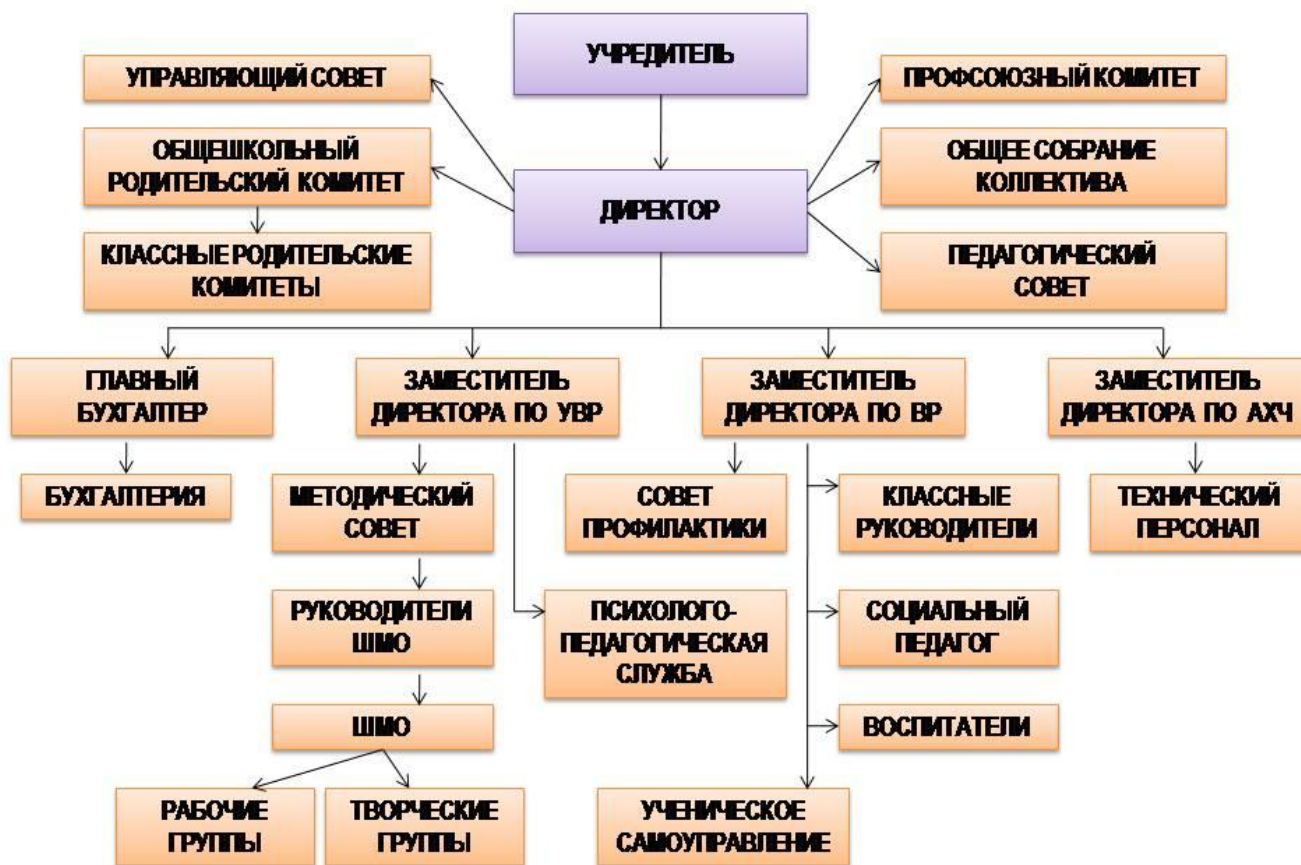 УЧРЕДИТЕЛЬ
УПРАВЛЯЮЩИЙ СОВЕТ
ПРОФСОЮЗНЫЙ КОМИТЕТ
ОБЩЕШКОЛЬНЫЙ
РОДИТЕЛЬСКИЙ КОМИТЕТ
ОБЩЕЕ СОБРАНИЕ
КОЛЛЕКТИВА
ДИРЕКТОР
КЛАССНЫЕ РОДИТЕЛЬСКИЕ
КОМИТЕТЫ
ПЕДАГОГИЧЕСКИЙ
СОВЕТ
ГЛАВНЫЙ
БУХГАЛТЕР
ЗАМЕСТИТЕЛЬ
ДИРЕКТОРА ПО УВР
ЗАМЕСТИТЕЛЬ
ДИРЕКТОРА ПО ВР
ЗАМЕСТИТЕЛЬ
ДИРЕКТОРА ПО АХЧ
БУХГАЛТЕРИЯ
МЕТОДИЧЕСКИЙ
СОВЕТ
СОВЕТ
ПРОФИЛАКТИКИ
КЛАССНЫЕ
РУКОВОДИТЕЛИ
ТЕХНИЧЕСКИЙ
ПЕРСОНАЛ
РУКОВОДИТЕЛИ
ШМО
ПСИХОЛОГО-
ПЕДАГОГИЧЕСКАЯ
СЛУЖБА
СОЦИАЛЬНЫЙ
ПЕДАГОГ
ШМО
ВОСПИТАТЕЛИ
РАБОЧИЕ
ГРУППЫ
ТВОРЧЕСКИЕ
ГРУППЫ
УЧЕНИЧЕСКОЕ
САМОУПРАВЛЕНИЕ